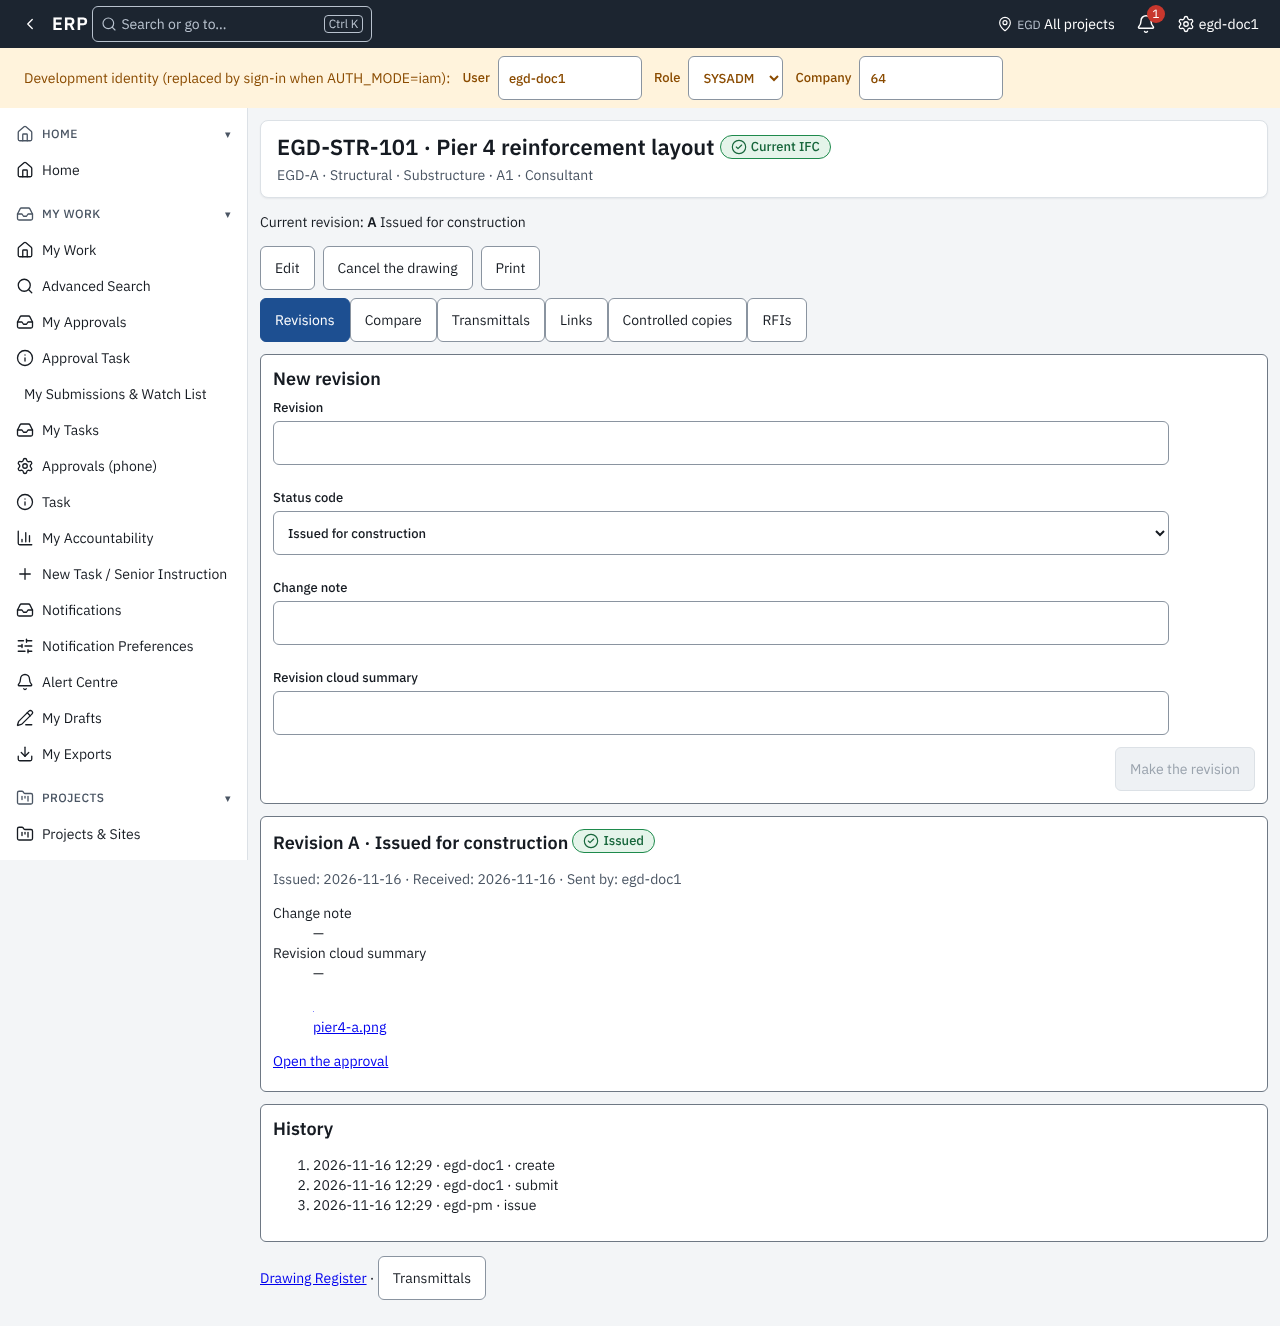 ERP
Search or go to...
Ctrl K
EGD All projects
1
egd-doc1
Development identity (replaced by sign-in when AUTH_MODE=iam):
User
egd-doc1
Role
SYSADM
Company
64
HOME
Home
MY WORK
My Work
Advanced Search
My Approvals
Approval Task
My Submissions & Watch List
My Tasks
Approvals (phone)
Task
My Accountability
New Task / Senior Instruction
Notifications
Notification Preferences
Alert Centre
My Drafts
My Exports
PROJECTS
Projects & Sites
EGD-STR-101 · Pier 4 reinforcement layout
Current IFC
EGD-A · Structural · Substructure · A1 · Consultant
Current revision: A Issued for construction
Edit
Cancel the drawing
Print
Revisions
Compare
Transmittals
Links
Controlled copies
RFIs
New revision
Revision
Status code
Issued for construction
Change note
Revision cloud summary
Make the revision
Revision A · Issued for construction
Issued
Issued: 2026-11-16 · Received: 2026-11-16 · Sent by: egd-doc1
Change note
—
Revision cloud summary
—
pier4-a.png
Open the approval
History
1. 2026-11-16 12:29 · egd-doc1 · create
2. 2026-11-16 12:29 · egd-doc1 · submit
3. 2026-11-16 12:29 · egd-pm · issue
Drawing Register ·
Transmittals